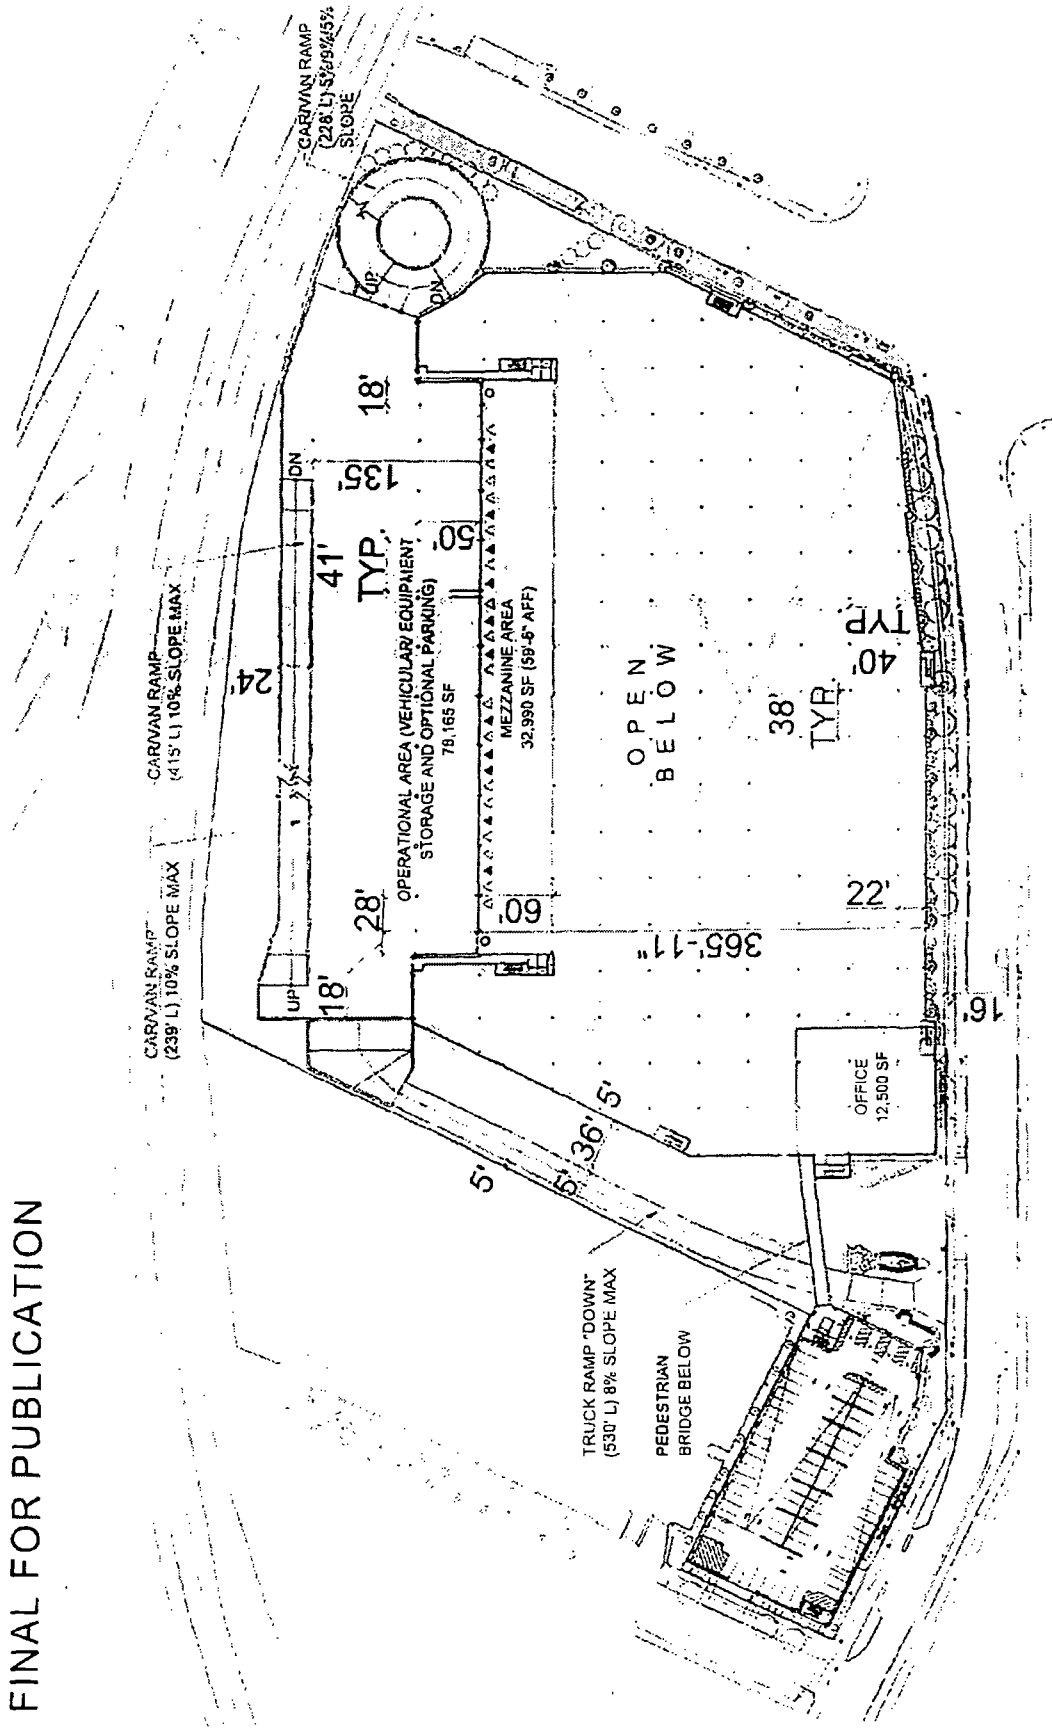 FINAL FOR PUBLICATION
CAR/VAN RAMP
(239' L) 10% SLOPE MAX
CAR/VAN RAMP
(415' L) 10% SLOPE MAX
CAR/VAN RAMP
(228' L) 5%/9%/5%
SLOPE
24'
UP
DN
UP
DN
18'
28'
41'
TYP.
135'
18'
50'
OPERATIONAL AREA (VEHICULAR/ EQUIPMENT
STORAGE AND OPTIONAL PARKING)
78,165 SF
MEZZANINE AREA
32,990 SF (59'-6" AFF)
60'
5'
5'
36'
5'
OPEN
BELOW
365'-11"
38'
TYP.
40'
TYP
22'
16'
OFFICE
12,500 SF
TRUCK RAMP "DOWN"
(530' L) 8% SLOPE MAX
PEDESTRIAN
BRIDGE BELOW